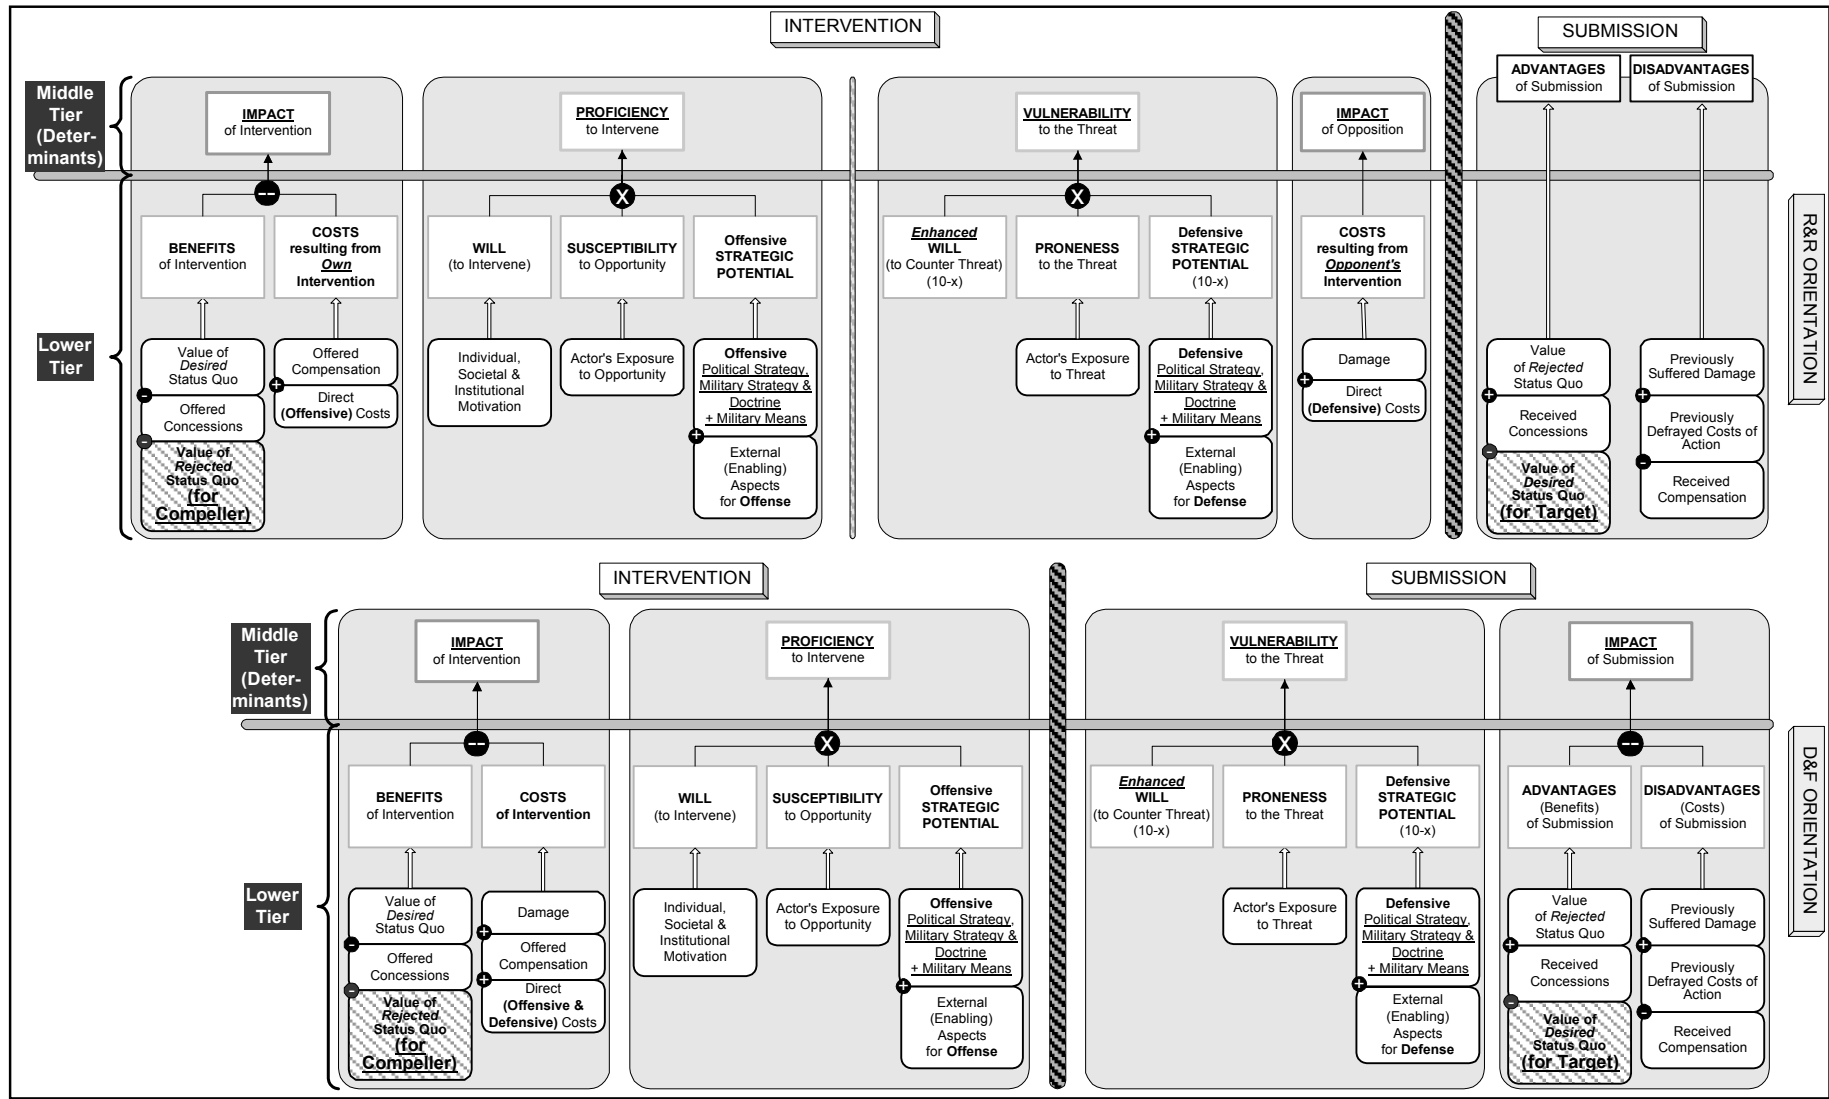 INTERVENTION
SUBMISSION
Middle
Tier
(Deter-
minants)
IMPACT
of Intervention
PROFICIENCY
to Intervene
VULNERABILITY
to the Threat
IMPACT
of Opposition
ADVANTAGES
of Submission
DISADVANTAGES
of Submission
--
X
X
BENEFITS
of Intervention
COSTS
resulting from
Own
Intervention
WILL
(to Intervene)
SUSCEPTIBILITY
to Opportunity
Offensive
STRATEGIC
POTENTIAL
Enhanced
WILL
(to Counter Threat)
(10-x)
PRONENESS
to the Threat
Defensive
STRATEGIC
POTENTIAL
(10-x)
COSTS
resulting from
Opponent's
Intervention
R&R ORIENTATION
Lower
Tier
Value of
Desired
Status Quo
-
Offered
Concessions
-
Value of
Rejected
Status Quo
(for
Compeller)
Offered
Compensation
+
Direct
(Offensive) Costs
Individual,
Societal &
Institutional
Motivation
Actor's Exposure
to Opportunity
Offensive
Political Strategy,
Military Strategy &
Doctrine
+ Military Means
+
External
(Enabling)
Aspects
for Offense
Actor's Exposure
to Threat
Defensive
Political Strategy,
Military Strategy &
Doctrine
+ Military Means
+
External
(Enabling)
Aspects
for Defense
Damage
+
Direct
(Defensive) Costs
Value
of Rejected
Status Quo
+
Received
Concessions
-
Value of
Desired
Status Quo
(for Target)
Previously
Suffered Damage
+
Previously
Defrayed Costs of
Action
-
Received
Compensation
INTERVENTION
SUBMISSION
Middle
Tier
(Deter-
minants)
IMPACT
of Intervention
PROFICIENCY
to Intervene
VULNERABILITY
to the Threat
IMPACT
of Submission
--
X
X
--
BENEFITS
of Intervention
COSTS
of Intervention
WILL
(to Intervene)
SUSCEPTIBILITY
to Opportunity
Offensive
STRATEGIC
POTENTIAL
Enhanced
WILL
(to Counter Threat)
(10-x)
PRONENESS
to the Threat
Defensive
STRATEGIC
POTENTIAL
(10-x)
ADVANTAGES
(Benefits)
of Submission
DISADVANTAGES
(Costs)
of Submission
D&F ORIENTATION
Lower
Tier
Value of
Desired
Status Quo
-
Offered
Concessions
-
Value of
Rejected
Status Quo
(for
Compeller)
Damage
+
Offered
Compensation
+
Direct
(Offensive &
Defensive) Costs
Individual,
Societal &
Institutional
Motivation
Actor's Exposure
to Opportunity
Offensive
Political Strategy,
Military Strategy &
Doctrine
+ Military Means
+
External
(Enabling)
Aspects
for Offense
Actor's Exposure
to Threat
Defensive
Political Strategy,
Military Strategy &
Doctrine
+ Military Means
+
External
(Enabling)
Aspects
for Defense
Value
of Rejected
Status Quo
+
Received
Concessions
-
Value of
Desired
Status Quo
(for Target)
Previously
Suffered Damage
+
Previously
Defrayed Costs of
Action
-
Received
Compensation